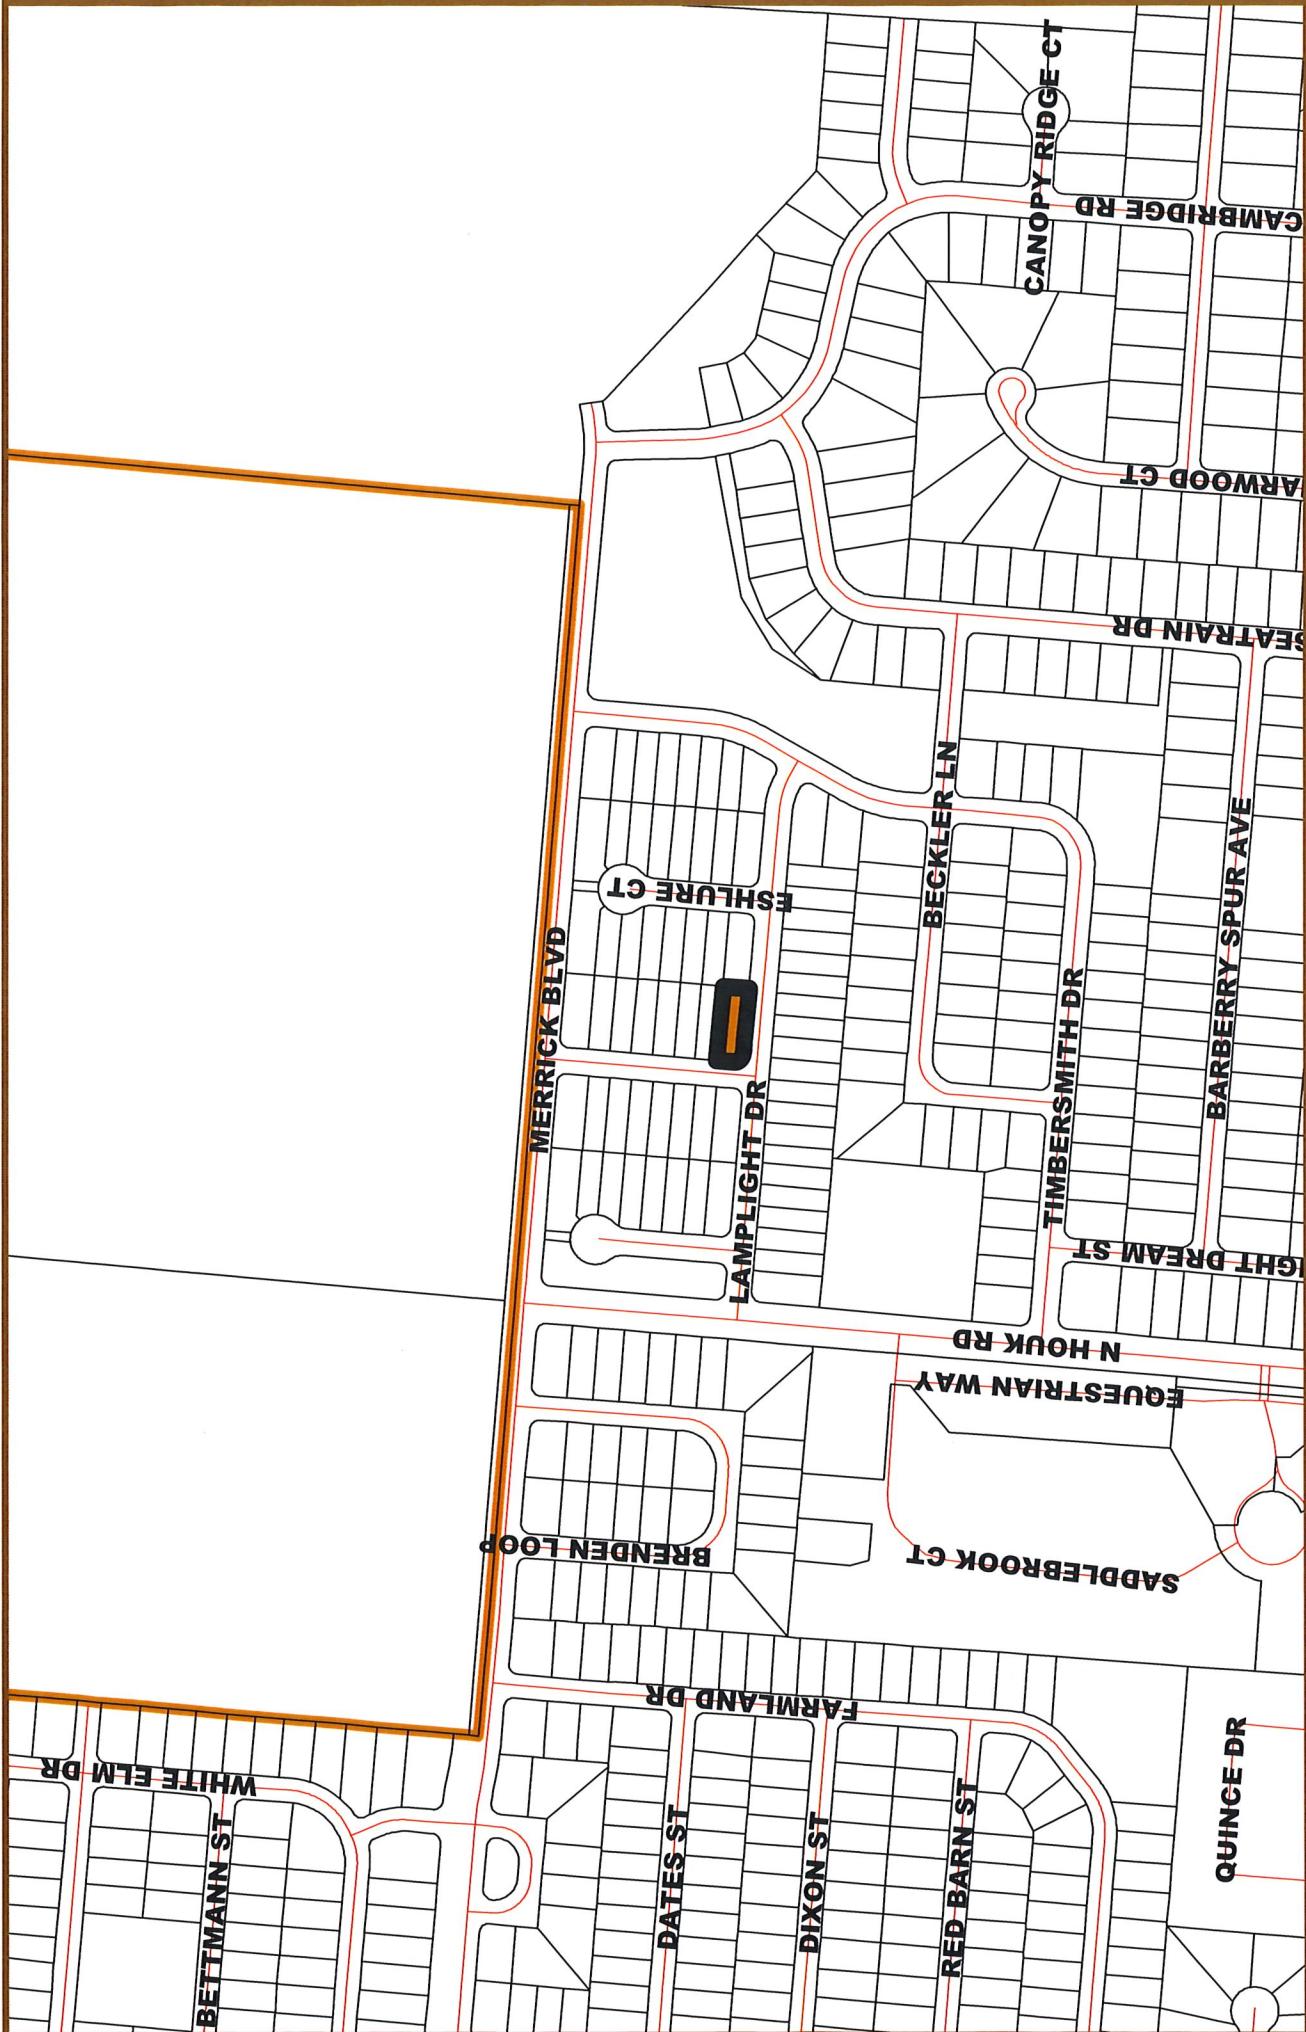 CANOPY RIDGE CT
CAMBRIDGE RD
ARWOOD CT
SEATRAIN DR
BECKLER LN
BARBERRY SPUR AVE
ESHLURE CT
MERRICK BLVD
TIMBERSMITH DR
LAMPLIGHT DR
IGHT DREAM ST
N HOUK RD
EQUESTRIAN WAY
BRENDEN LOOP
SADDLEBROOK CT
FARMLAND DR
WHITE ELM DR
QUINCE DR
BETTMANN ST
DATES ST
DIXON ST
RED BARN ST